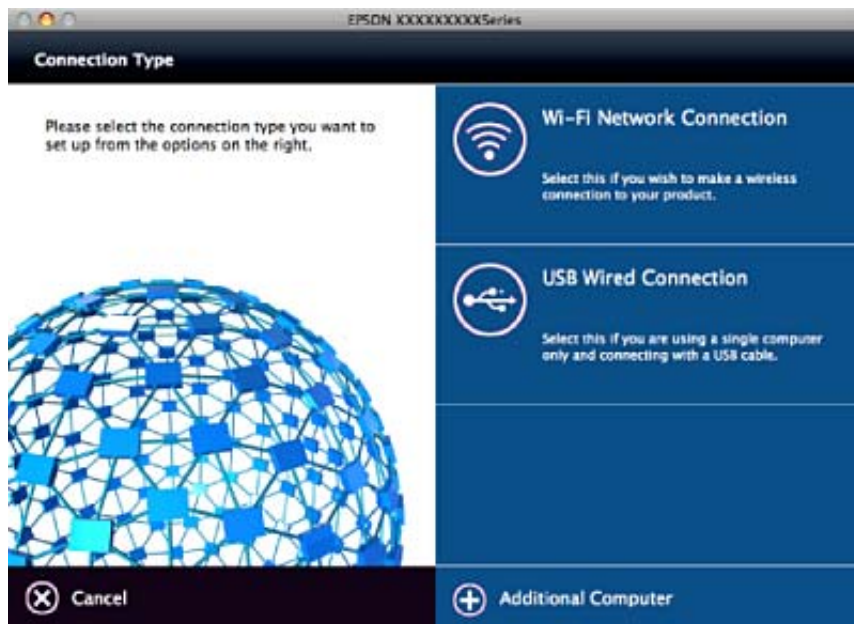 EPSON XXXXXXXXXSeries
Connection Type
Please select the connection type you want to
set up from the options on the right.
Wi-Fi Network Connection
Select this if you wish to make a wireless
connection to your product.
USB Wired Connection
Select this if you are using a single computer
only and connecting with a USB cable.
Cancel
Additional Computer